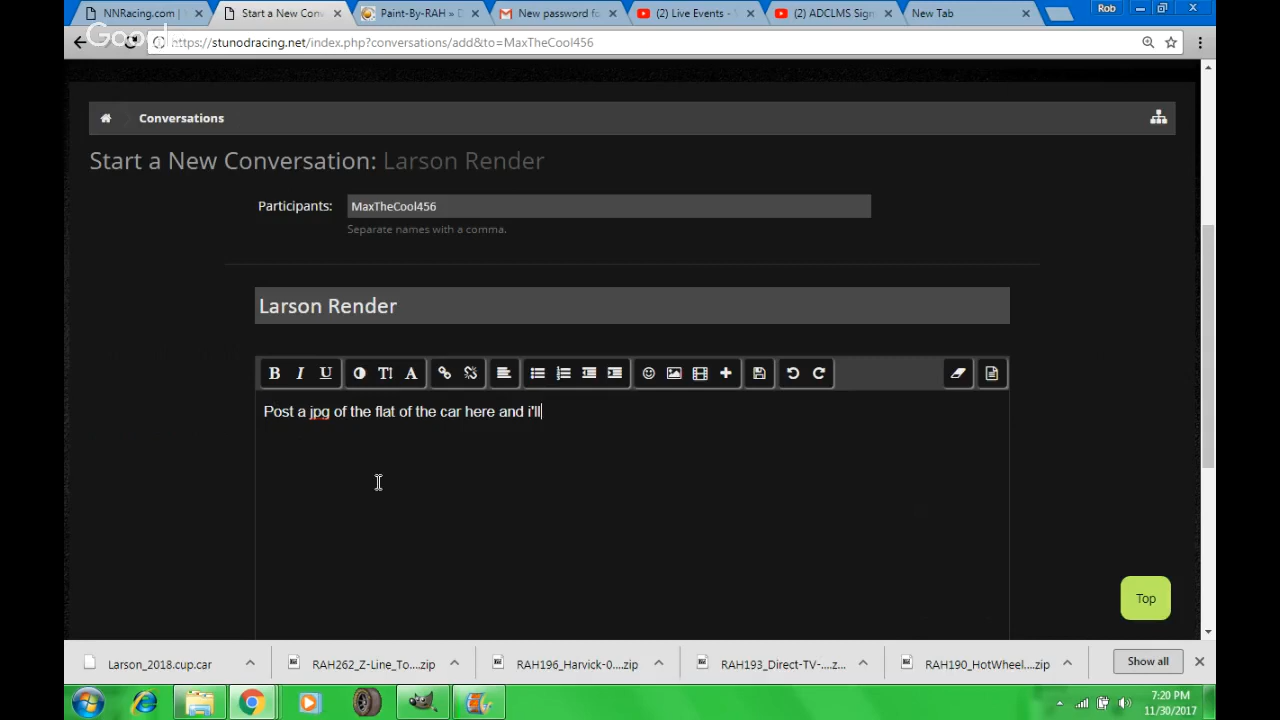 NNRacing.com |
Start a New Conv
Paint-By-RAH » D
New password fo
(2) Live Events - Y
(2) ADCLMS Sign
New Tab
Rob
https://stunodracing.net/index.php?conversations/add&to=MaxTheCool456
Conversations
Start a New Conversation: Larson Render
Participants:
MaxTheCool456
Separate names with a comma.
Larson Render
Post a jpg of the flat of the car here and i'll
Top
Larson_2018.cup.car
RAH262_Z-Line_To....zip
RAH196_Harvick-0....zip
RAH193_Direct-TV-....z...
RAH190_HotWheel....zip
Show all
7:20 PM
11/30/2017